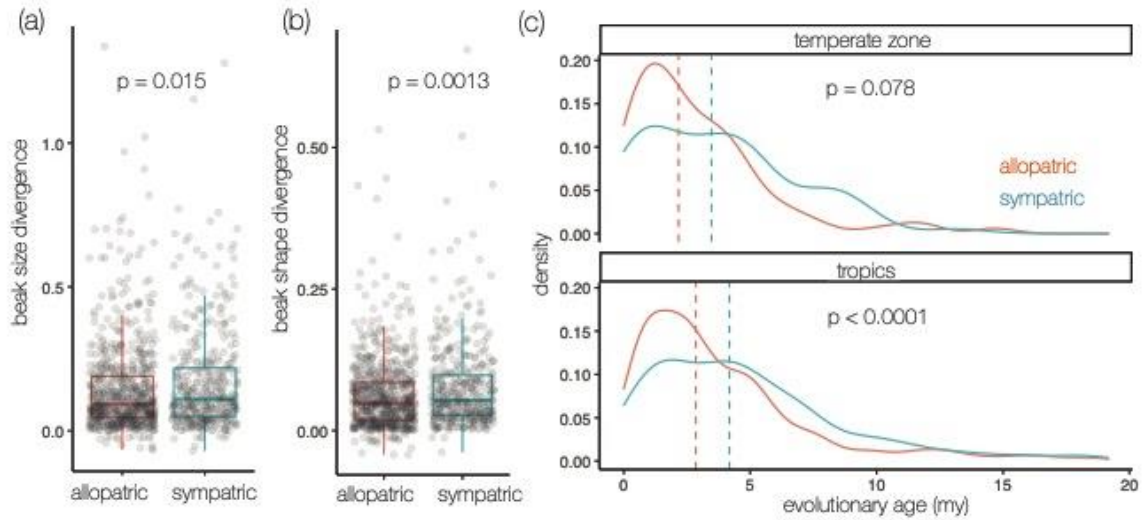 (a)
p = 0.015
beak size divergence
1.0
0.5
0.0
allopatric sympatric
(b)
p = 0.0013
beak shape divergence
0.50
0.25
0.00
allopatric sympatric
(c)
temperate zone
0.20
0.15
0.10
0.05
0.00
p = 0.078
allopatric
sympatric
density
tropics
0.20
0.15
0.10
0.05
0.00
p < 0.0001
0 5 10 15 20
evolutionary age (my)